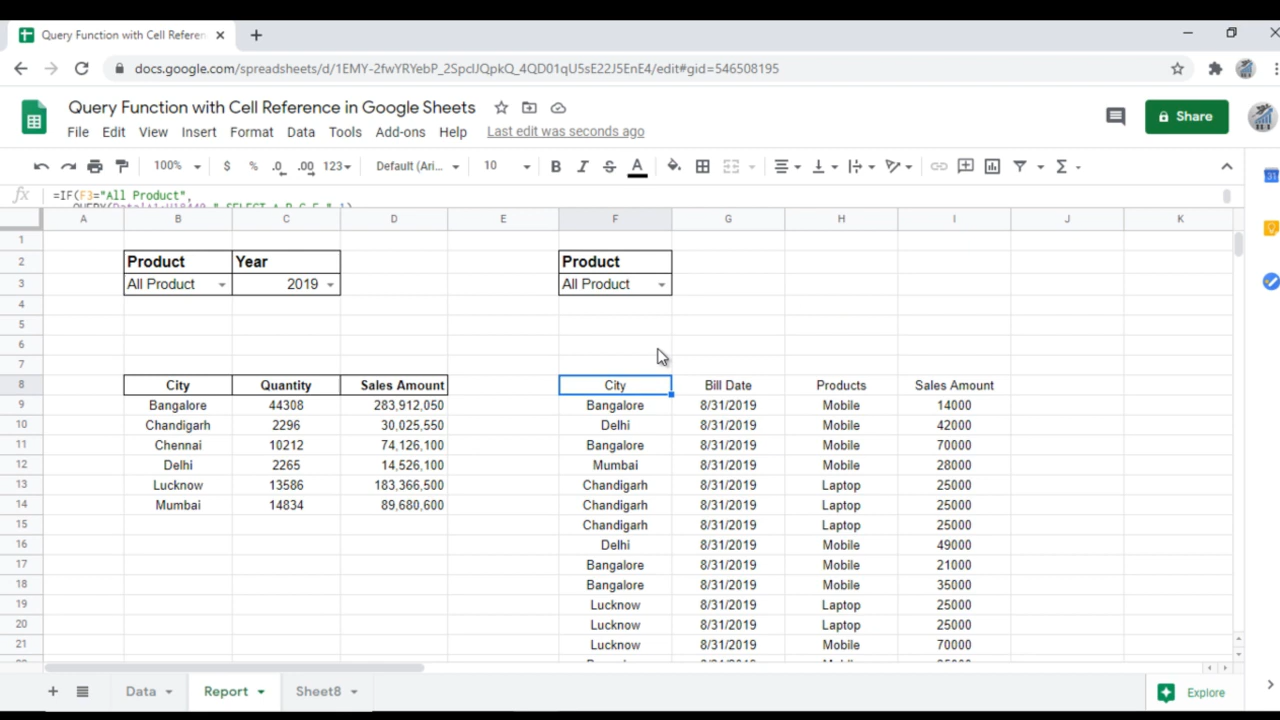 Query Function with Cell Referen
docs.google.com/spreadsheets/d/1EMY-2fwYRYebP_2SpclJQpkQ_4QD01qU5sE22J5EnE4/edit#gid=546508195
Query Function with Cell Reference in Google Sheets
File Edit View Insert Format Data Tools Add-ons Help Last edit was seconds ago
Share
100% $ % .0 .00 123 Default (Ari... 10 B I S A
fx =IF(F3="All Product",
A B C D E F G H I J K
1
2 Product Year Product
3 All Product 2019 All Product
4
5
6
7
8 City Quantity Sales Amount City Bill Date Products Sales Amount
9 Bangalore 44308 283,912,050 Bangalore 8/31/2019 Mobile 14000
10 Chandigarh 2296 30,025,550 Delhi 8/31/2019 Mobile 42000
11 Chennai 10212 74,126,100 Bangalore 8/31/2019 Mobile 70000
12 Delhi 2265 14,526,100 Mumbai 8/31/2019 Mobile 28000
13 Lucknow 13586 183,366,500 Chandigarh 8/31/2019 Laptop 25000
14 Mumbai 14834 89,680,600 Chandigarh 8/31/2019 Laptop 25000
15 Chandigarh 8/31/2019 Laptop 25000
16 Delhi 8/31/2019 Mobile 49000
17 Bangalore 8/31/2019 Mobile 21000
18 Bangalore 8/31/2019 Mobile 35000
19 Lucknow 8/31/2019 Laptop 25000
20 Lucknow 8/31/2019 Laptop 25000
21 Lucknow 8/31/2019 Mobile 70000
Data Report Sheet8 Explore